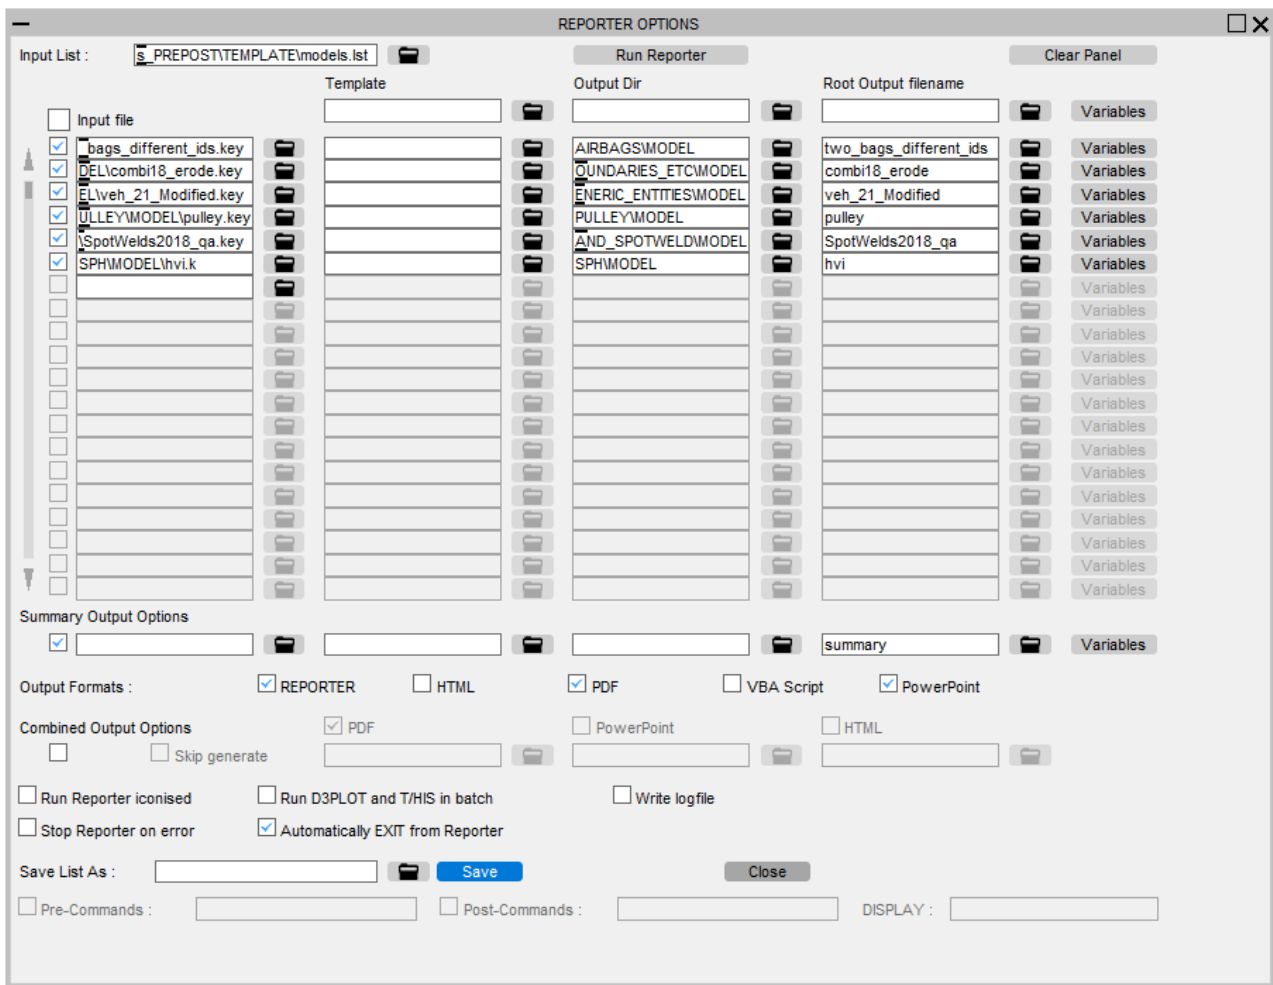 REPORTER OPTIONS
Input List : s_PREPOST\TEMPLATE\models.lst Run Reporter Clear Panel
Template Output Dir Root Output filename
Input file Variables
_bags_different_ids.key AIRBAGS\MODEL two_bags_different_ids Variables
DEL\combi18_erode.key OUNDARIES_ETC\MODEL combi18_erode Variables
EL\veh_21_Modified.key ENERIC_ENTITIES\MODEL veh_21_Modified Variables
ULLEY\MODEL\pulley.key PULLEY\MODEL pulley Variables
\SpotWelds2018_qa.key AND_SPOTWELD\MODEL SpotWelds2018_qa Variables
SPH\MODEL\hvi.k SPH\MODEL hvi Variables
Variables
Variables
Variables
Variables
Variables
Variables
Variables
Variables
Variables
Variables
Variables
Variables
Variables
Variables
Summary Output Options
summary Variables
Output Formats : REPORTER HTML PDF VBA Script PowerPoint
Combined Output Options PDF PowerPoint HTML
Skip generate
Run Reporter iconised Run D3PLOT and T/HIS in batch Write logfile
Stop Reporter on error Automatically EXIT from Reporter
Save List As : Save Close
Pre-Commands : Post-Commands : DISPLAY :